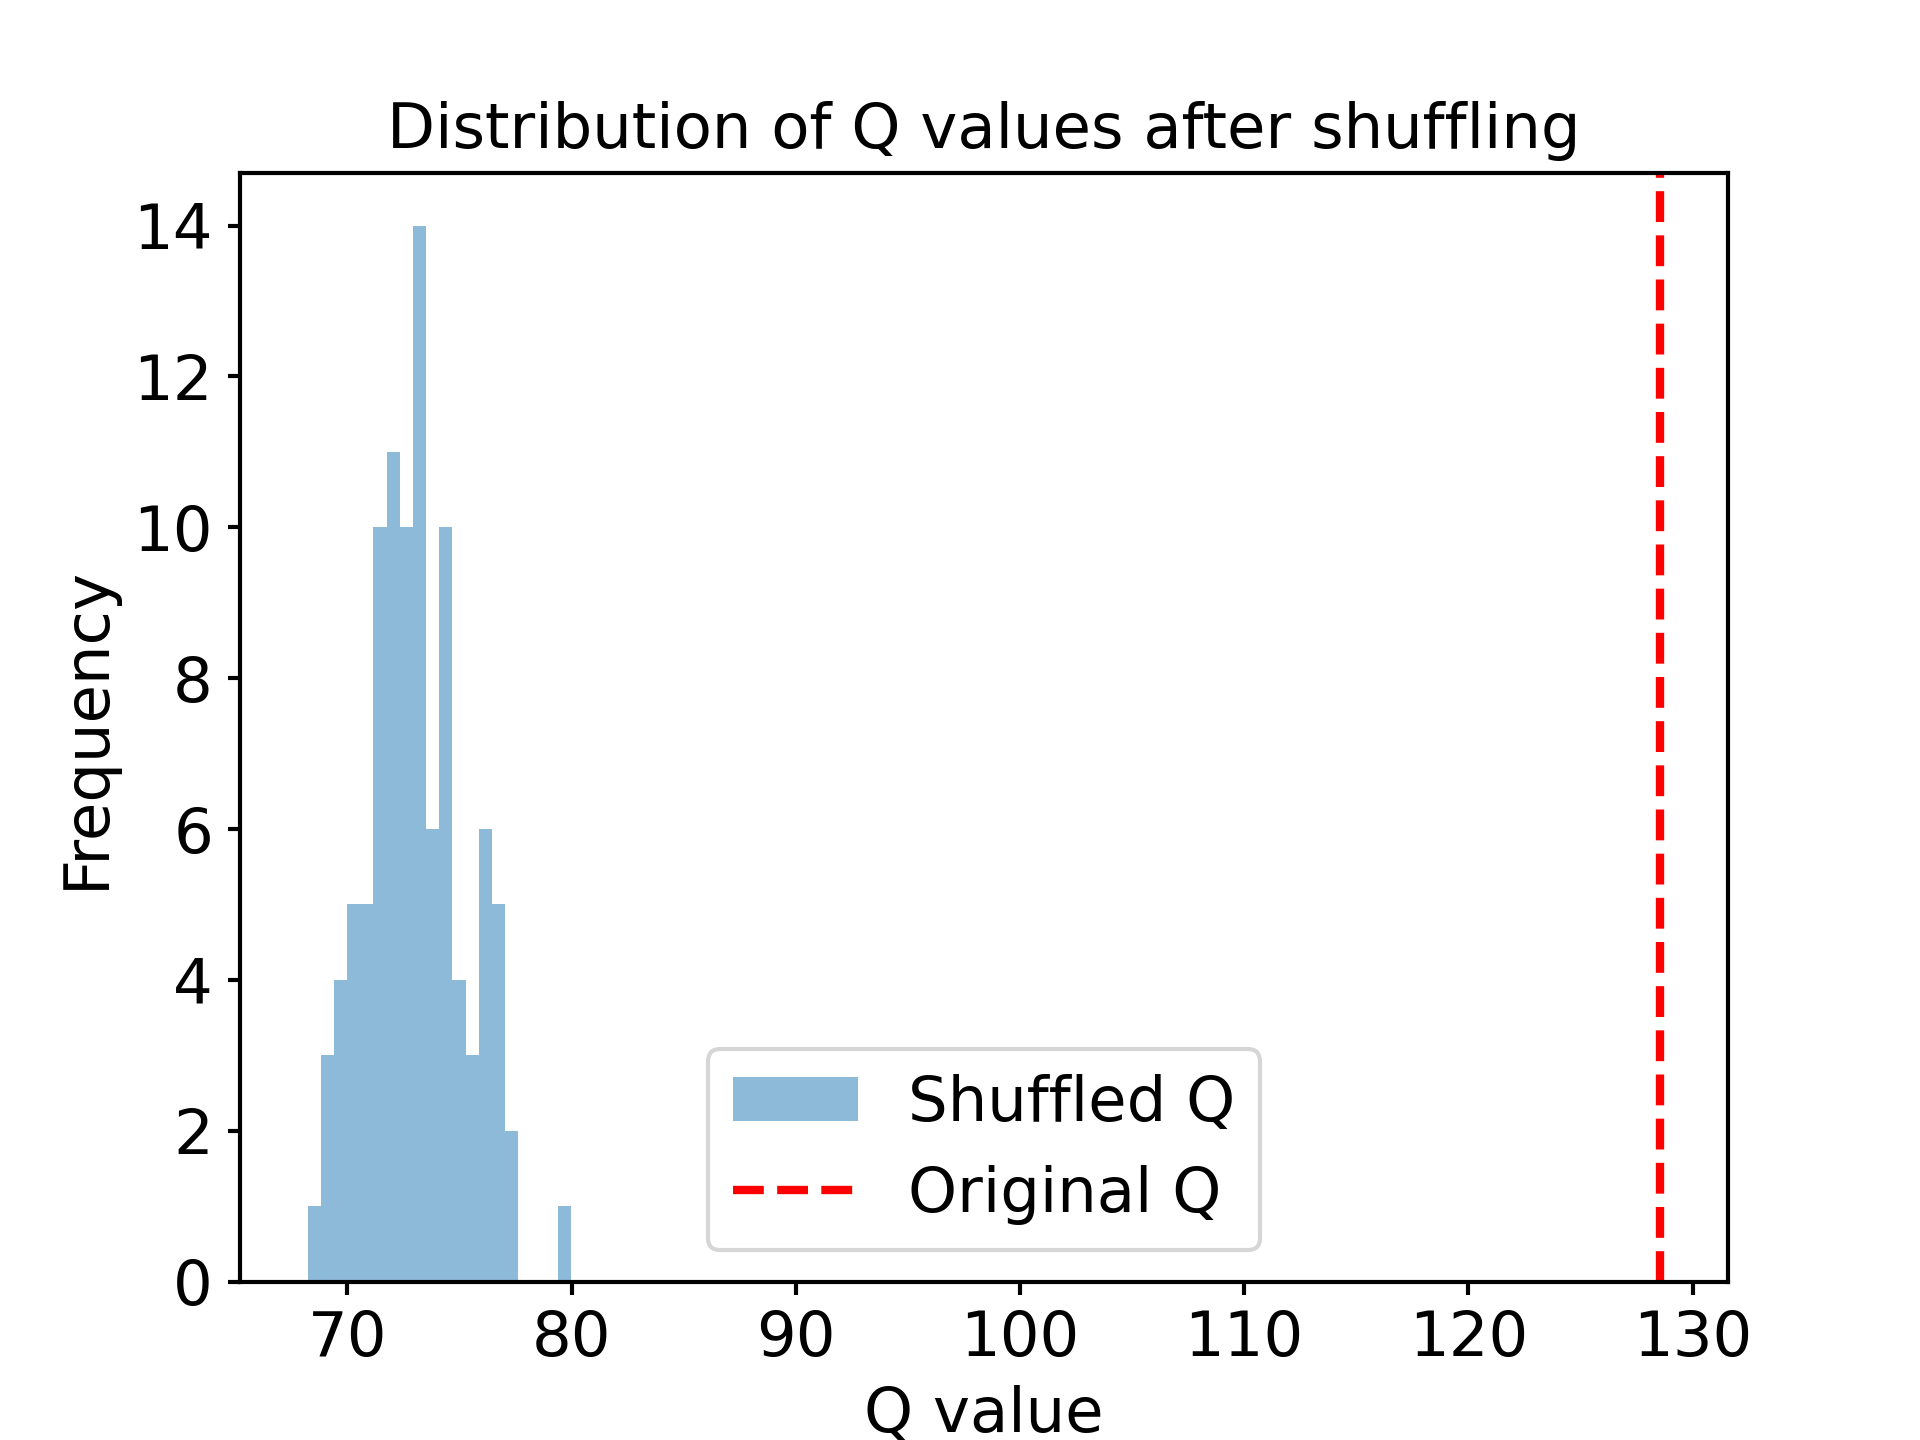 Distribution of Q values after shuffling
14
12
10
8
6
4
2
0
Frequency
Shuffled Q
Original Q
70 80 90 100 110 120 130
Q value